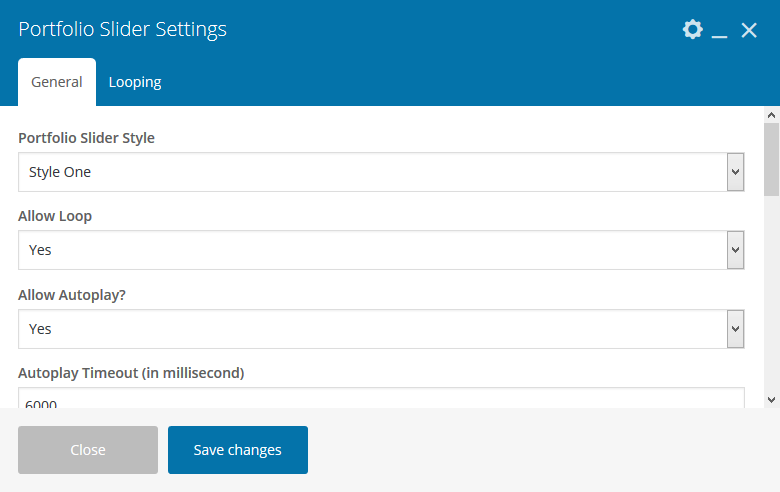 Portfolio Slider Settings
General Looping
Portfolio Slider Style
Style One
Allow Loop
Yes
Allow Autoplay?
Yes
Autoplay Timeout (in millisecond)
6000
Close Save changes